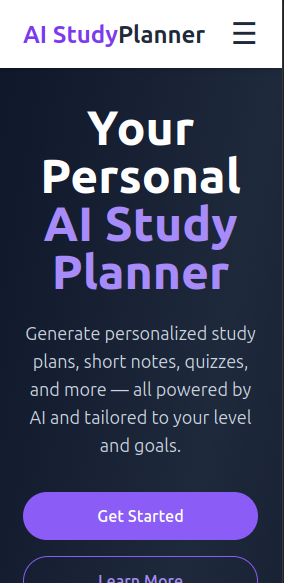 AI StudyPlanner
Your
Personal
AI Study
Planner
Generate personalized study
plans, short notes, quizzes,
and more — all powered by
AI and tailored to your level
and goals.
Get Started
Learn More